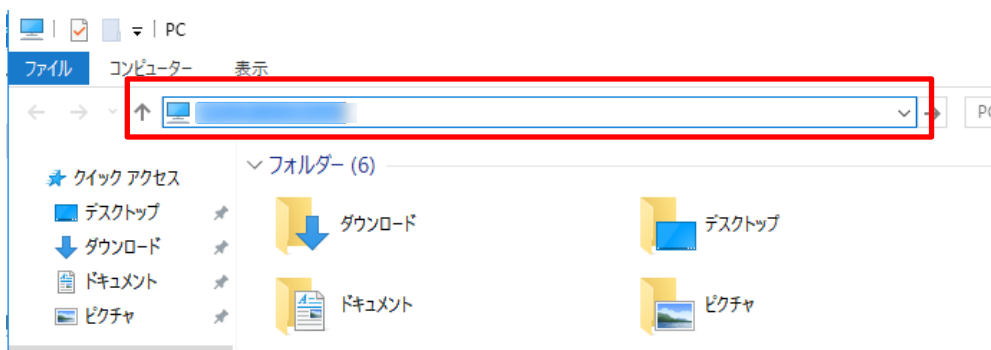 PC
ファイル コンピューター 表示
PC
クイック アクセス
デスクトップ
ダウンロード
ドキュメント
ピクチャ
フォルダー (6)
ダウンロード
デスクトップ
ドキュメント
ピクチャ